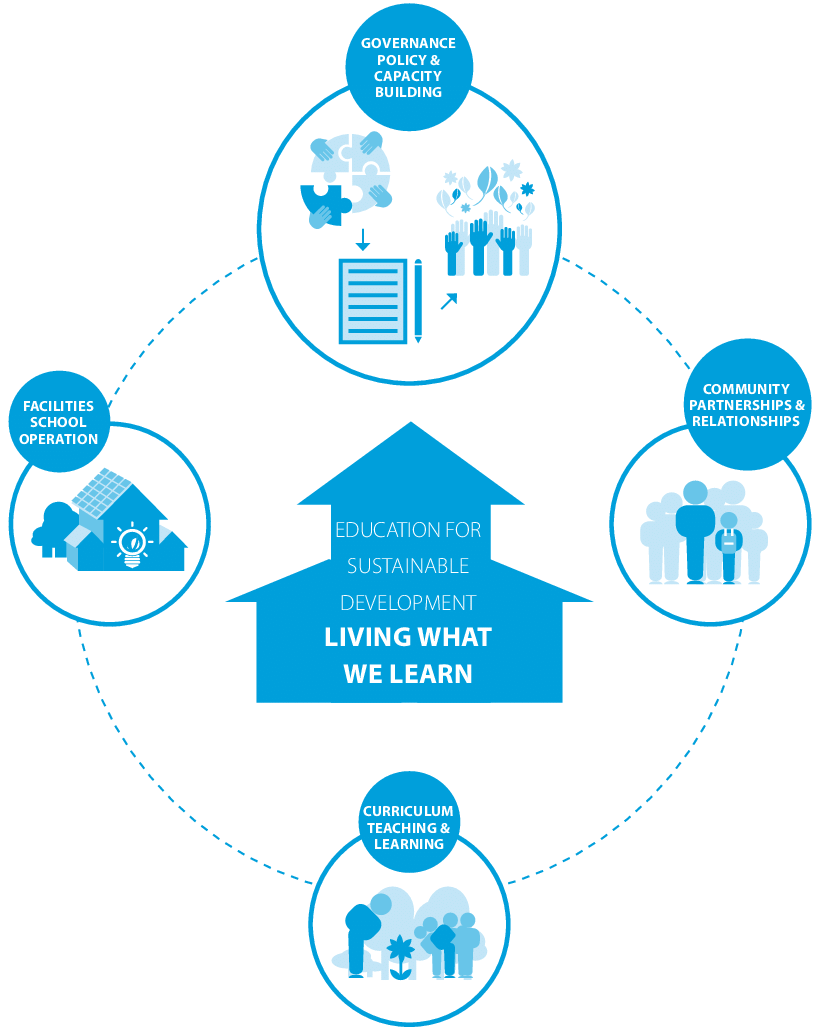 GOVERNANCE
POLICY &
CAPACITY
BUILDING
FACILITIES
SCHOOL
OPERATION
COMMUNITY
PARTNERSHIPS &
RELATIONSHIPS
EDUCATION FOR
SUSTAINABLE
DEVELOPMENT
LIVING WHAT
WE LEARN
CURRICULUM
TEACHING &
LEARNING